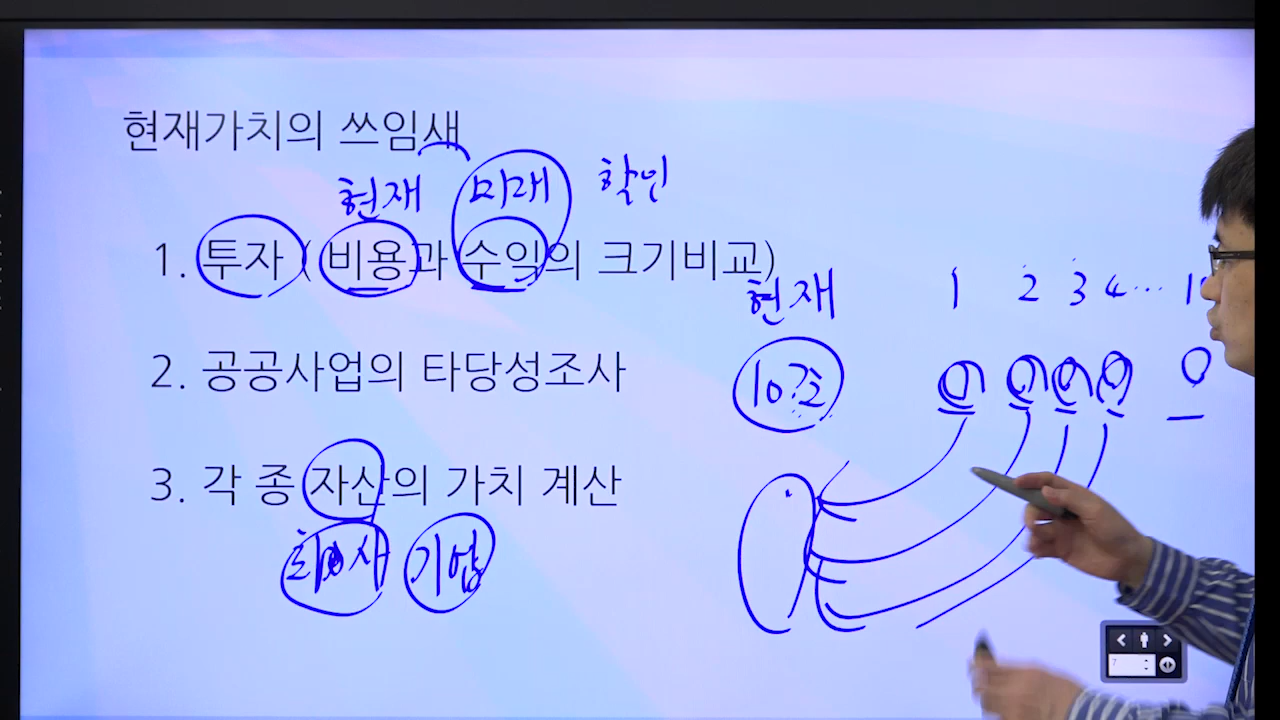 현재가치의 쓰임새
현재 미래 할인
1. 투자 ( 비용과 수익의 크기비교)
현재 1 2 3 4 ...
2. 공공사업의 타당성조사
10조
3. 각 종 자산의 가치 계산
회사 기업
7